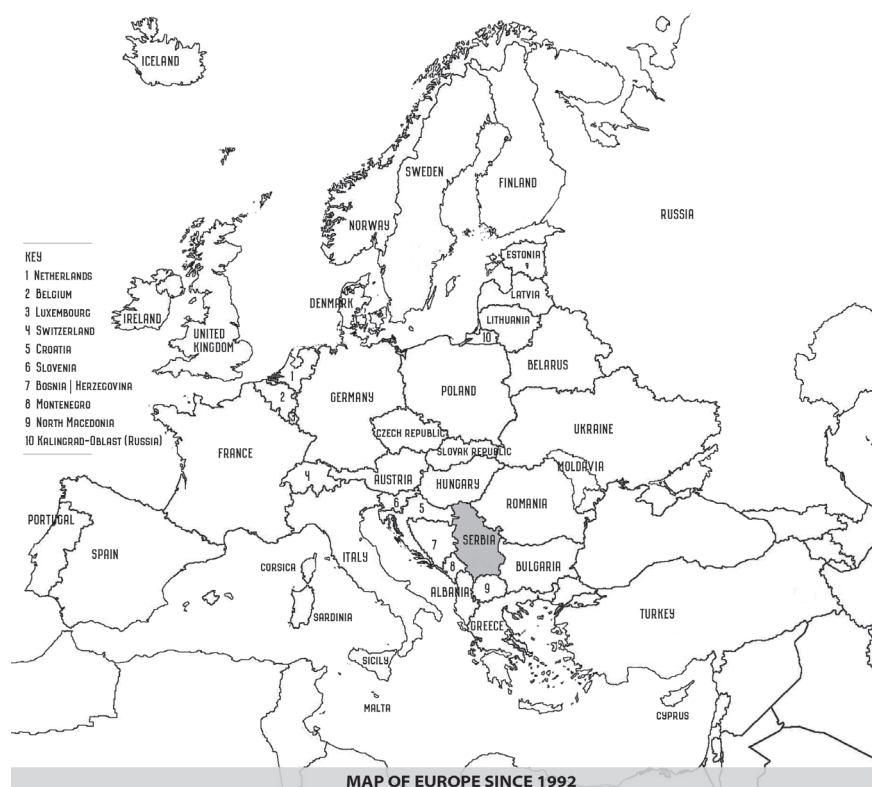 ICELAND
SWEDEN
FINLAND
RUSSIA
NORWAY
ESTONIA
LATVIA
DENMARK
LITHUANIA
10
IRELAND
UNITED
KINGDOM
BELARUS
KEY
1 NETHERLANDS
2 BELGIUM
3 LUXEMBOURG
4 SWITZERLAND
5 CROATIA
6 SLOVENIA
7 BOSNIA | HERZEGOVINA
8 MONTENEGRO
9 NORTH MACEDONIA
10 KALINGRAD-OBLAST (RUSSIA)
1
2
3
GERMANY
POLAND
CZECH REPUBLIC
UKRAINE
SLOVAK REPUBLIC
FRANCE
MOLDAVIA
4
AUSTRIA
HUNGARY
ROMANIA
6
5
PORTUGAL
SPAIN
ITALY
7
SERBIA
CORSICA
8
BULGARIA
ALBANIA
9
SARDINIA
GREECE
TURKEY
SICILY
MALTA
CYPRUS
MAP OF EUROPE SINCE 1992